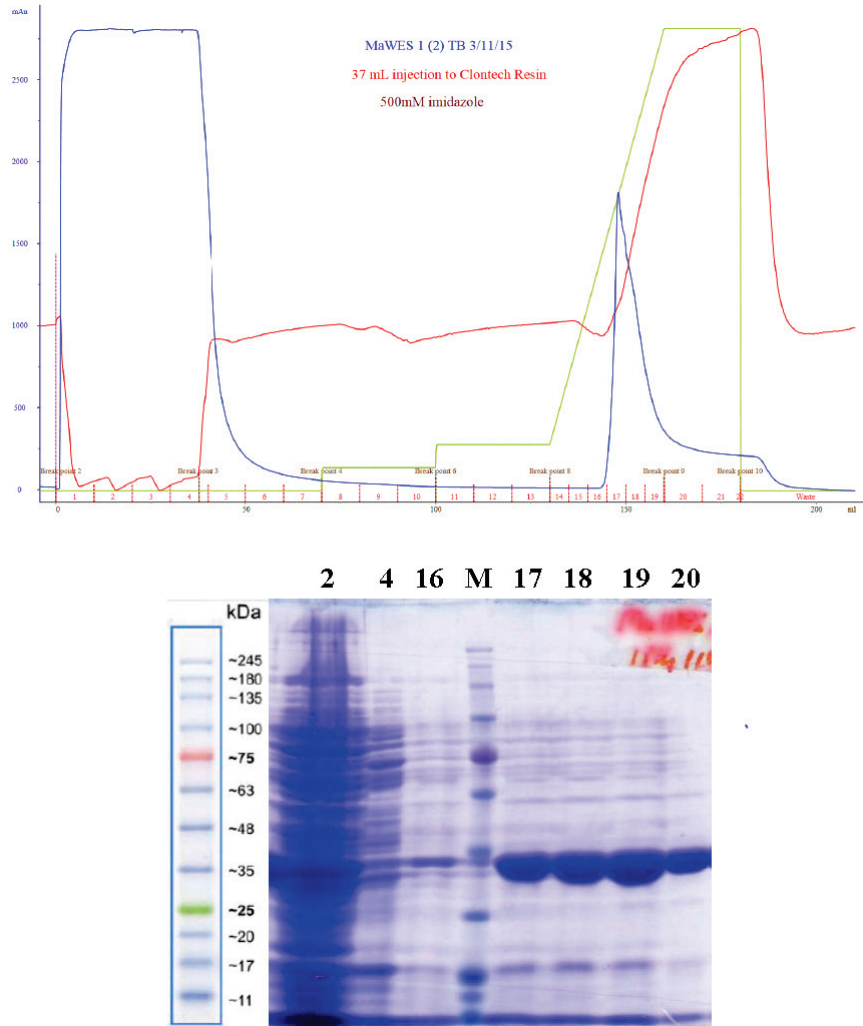 mAu
MaWES 1 (2) TB 3/11/15
37 mL injection to Clontech Resin
500mM imidazole
2500
2000
1500
1000
500
0
Break point 2
Break point 3
Break point 4
Break point 6
Break point 8
Break point 9
Break point 10
1 2 3 4 5 6 7 8 9 10 11 12 13 14 15 16 17 18 19 20 21 Waste
0 50 100 150 200 ml
2 4 16 M 17 18 19 20
kDa
~245
~180
~135
~100
~75
~63
~48
~35
~25
~20
~17
~11